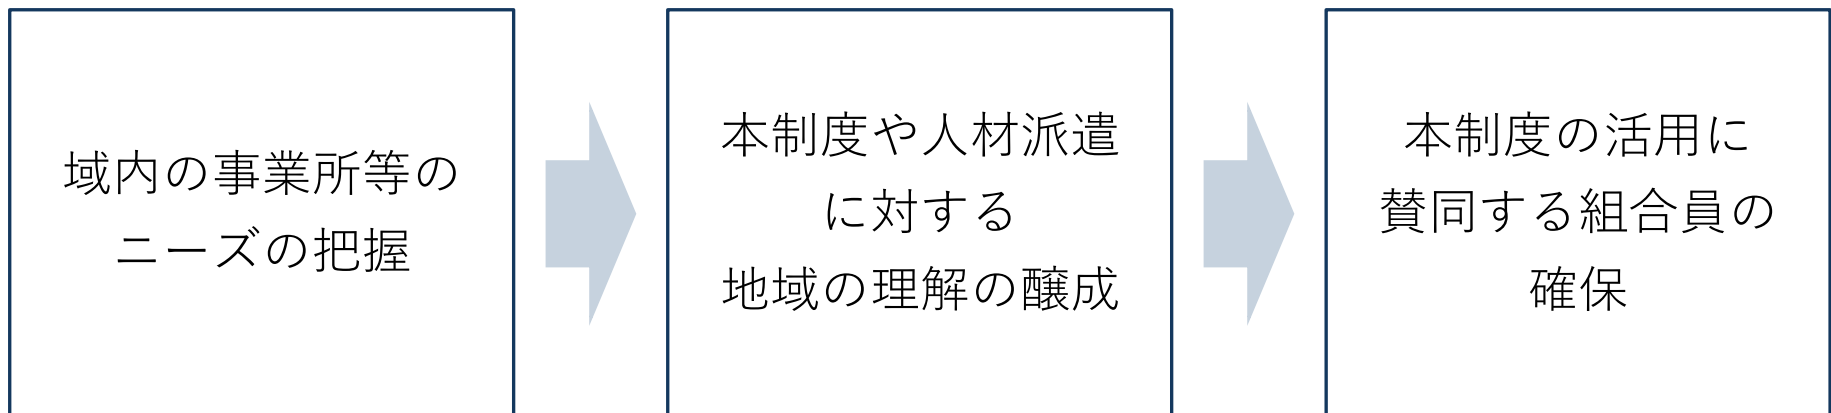 域内の事業所等の
ニーズの把握
本制度や人材派遣
に対する
地域の理解の醸成
本制度の活用に
賛同する組合員の
確保